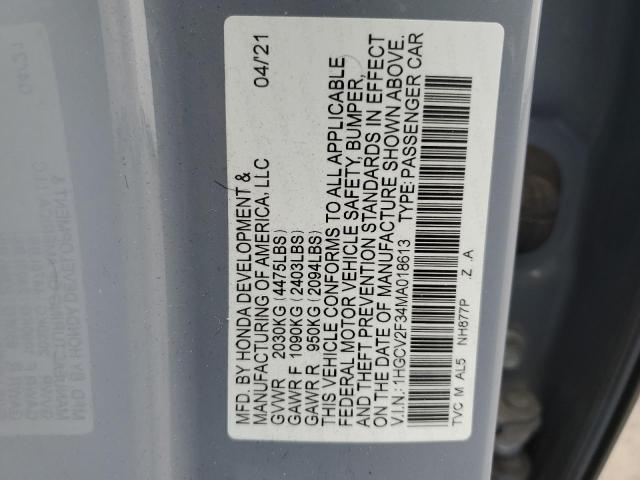 MFD. BY HONDA DEVELOPMENT &
MANUFACTURING OF AMERICA, LLC 04/'21
GVWR 2030KG (4475LBS)
GAWR F 1090KG (2403LBS)
GAWR R 950KG (2094LBS)
THIS VEHICLE CONFORMS TO ALL APPLICABLE
FEDERAL MOTOR VEHICLE SAFETY, BUMPER,
AND THEFT PREVENTION STANDARDS IN EFFECT
ON THE DATE OF MANUFACTURE SHOWN ABOVE.
V.I.N.: 1HGCV2F34MA018613 TYPE: PASSENGER CAR
TVC M AL5 NH877P .Z .A